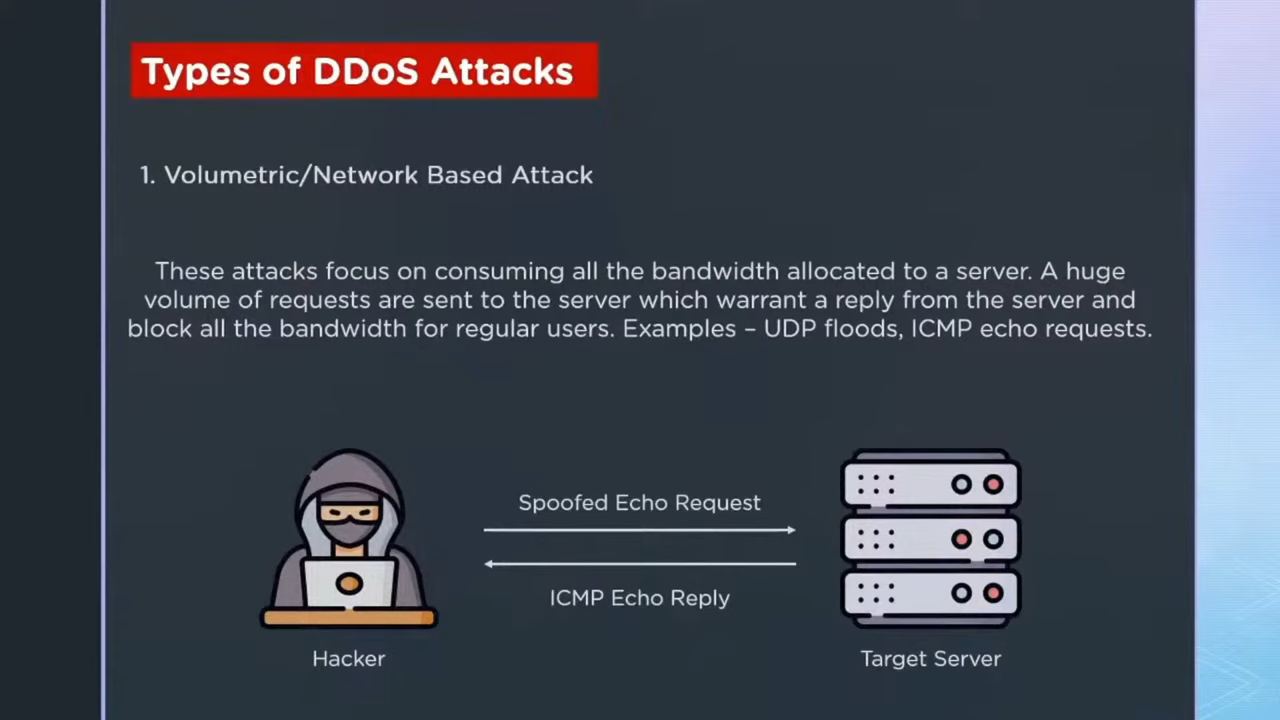 Types of DDoS Attacks
1. Volumetric/Network Based Attack
These attacks focus on consuming all the bandwidth allocated to a server. A huge
volume of requests are sent to the server which warrant a reply from the server and
block all the bandwidth for regular users. Examples – UDP floods, ICMP echo requests.
Spoofed Echo Request
ICMP Echo Reply
Hacker
Target Server